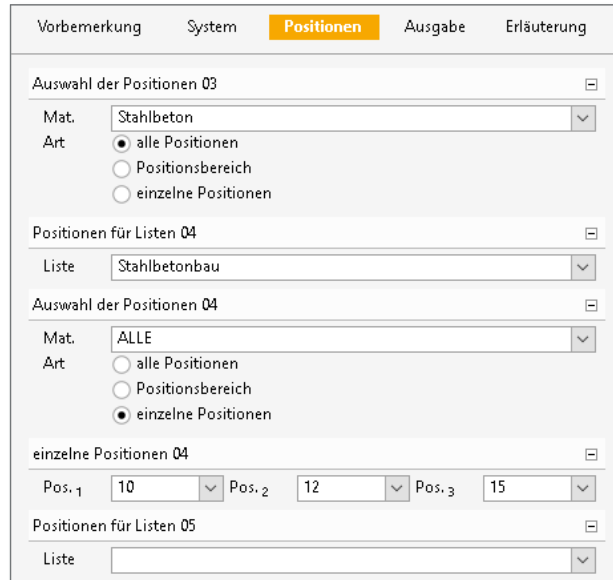 Vorbemerkung System Positionen Ausgabe Erläuterung
Auswahl der Positionen 03
Mat. Stahlbeton
Art alle Positionen
Positionsbereich
einzelne Positionen
Positionen für Listen 04
Liste Stahlbetonbau
Auswahl der Positionen 04
Mat. ALLE
Art alle Positionen
Positionsbereich
einzelne Positionen
einzelne Positionen 04
Pos. 1 10 Pos. 2 12 Pos. 3 15
Positionen für Listen 05
Liste